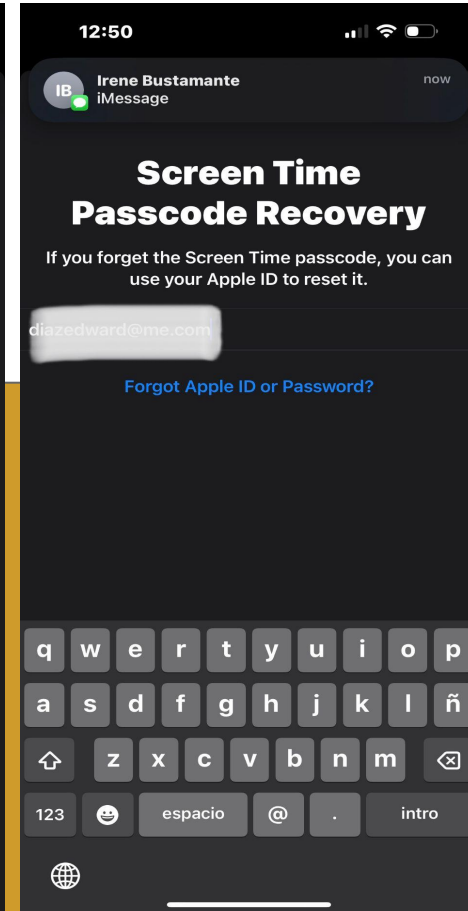 12:50
IB
Irene Bustamante
now
iMessage
Screen Time
Passcode Recovery
If you forget the Screen Time passcode, you can
use your Apple ID to reset it.
Forgot Apple ID or Password?
q w e r t y u i o p
a s d f g h j k l ñ
z x c v b n m
123 espacio @ . intro